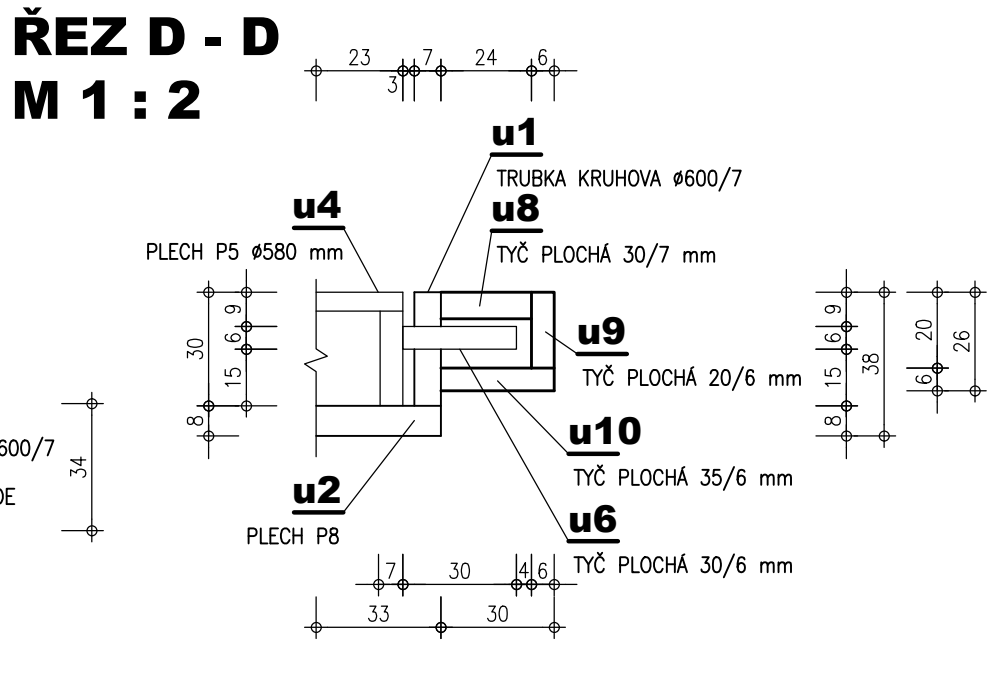 ŘEZ D - D
M 1 : 2
23 3 7 24 6
u1
TRUBKA KRUHOVA ø600/7
u4
PLECH P5 ø580 mm
u8
TYČ PLOCHÁ 30/7 mm
30
8
9
6
15
u9
TYČ PLOCHÁ 20/6 mm
9
6
15
8
38
20
6
26
600/7
34
DE
u10
TYČ PLOCHÁ 35/6 mm
u2
PLECH P8
u6
TYČ PLOCHÁ 30/6 mm
7 30 4 6
33 30